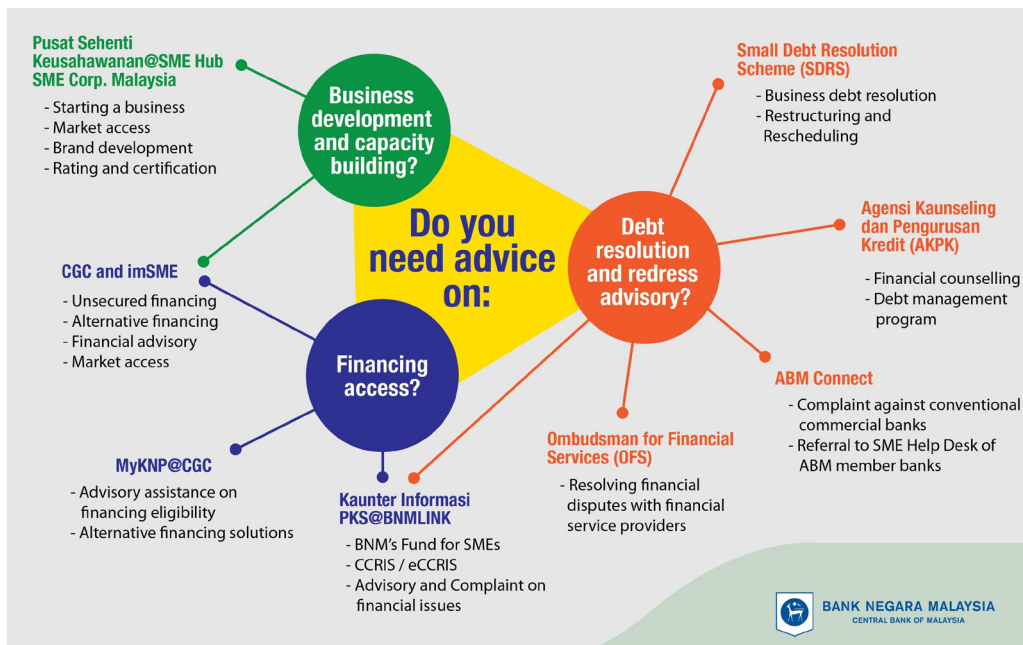 Pusat Sehenti
Keusahawanan@SME Hub
SME Corp. Malaysia
- Starting a business
- Market access
- Brand development
- Rating and certification
Business
development
and capacity
building?
Do you
need advice
on:
CGC and imSME
- Unsecured financing
- Alternative financing
- Financial advisory
- Market access
Financing
access?
MyKNP@CGC
- Advisory assistance on
financing eligibility
- Alternative financing solutions
Kaunter Informasi
PKS@BNMLINK
- BNM's Fund for SMEs
- CCRIS / eCCRIS
- Advisory and Complaint on
financial issues
Debt
resolution
and redress
advisory?
Small Debt Resolution
Scheme (SDRS)
- Business debt resolution
- Restructuring and
Rescheduling
Agensi Kaunseling
dan Pengurusan
Kredit (AKPK)
- Financial counselling
- Debt management
program
ABM Connect
- Complaint against conventional
commercial banks
- Referral to SME Help Desk of
ABM member banks
Ombudsman for Financial
Services (OFS)
- Resolving financial
disputes with financial
service providers
BANK NEGARA MALAYSIA
CENTRAL BANK OF MALAYSIA